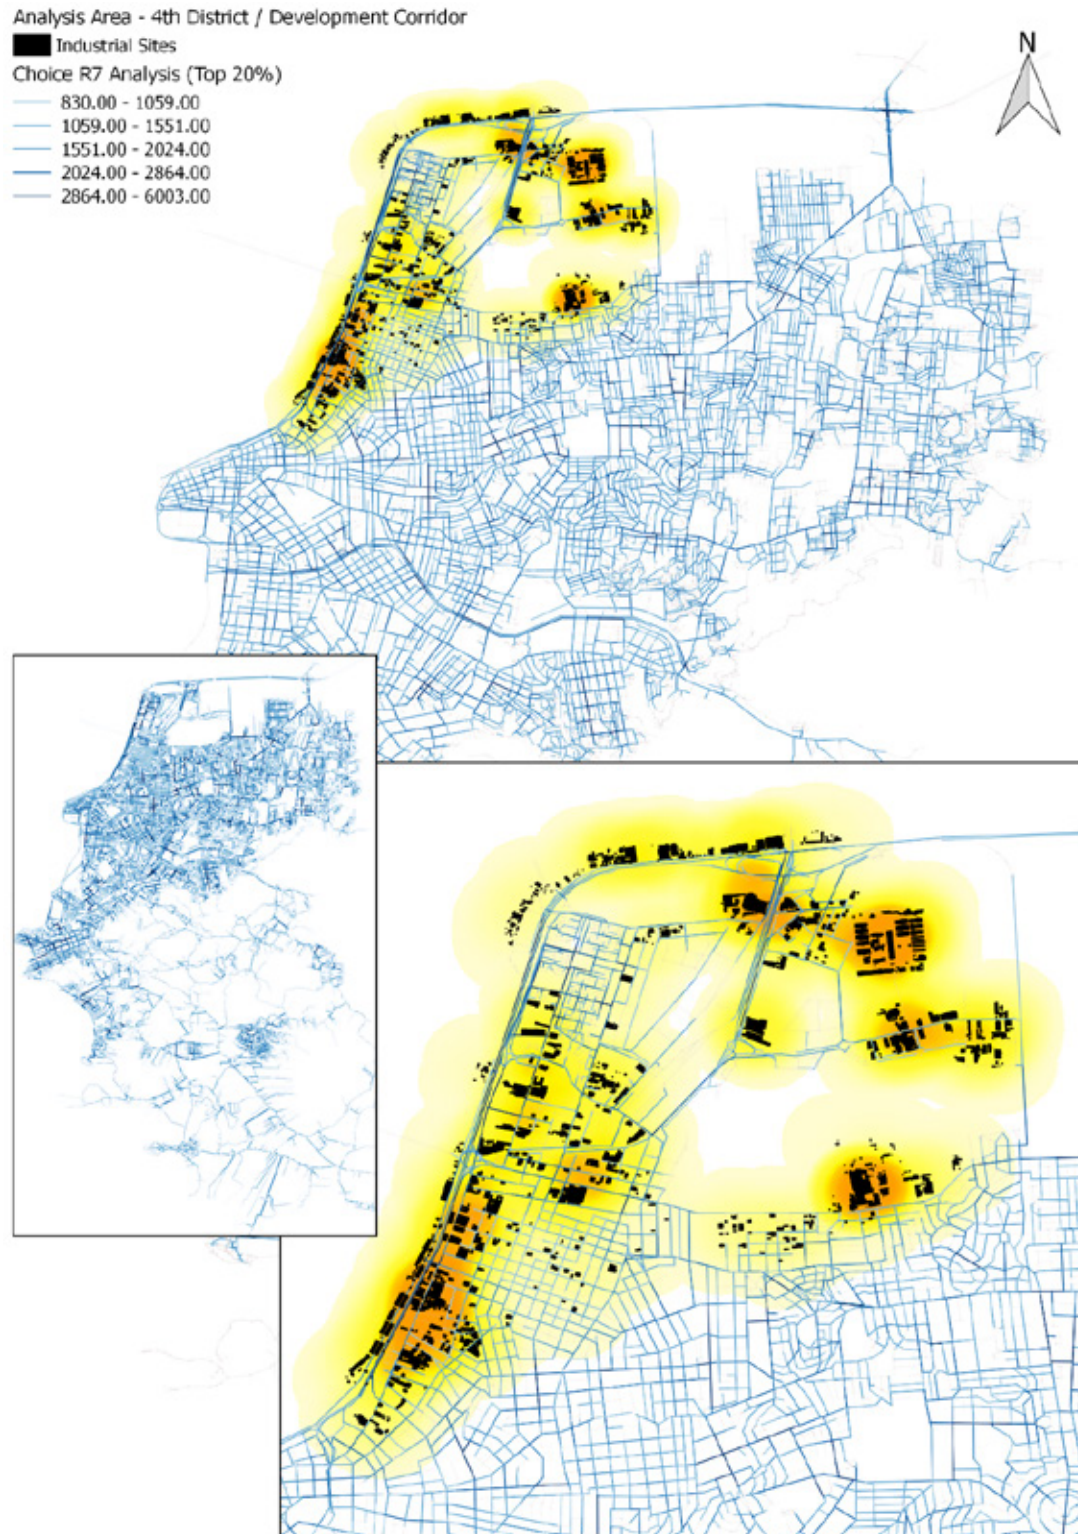 Analysis Area - 4th District / Development Corridor
Industrial Sites
Choice R7 Analysis (Top 20%)
830.00 - 1059.00
1059.00 - 1551.00
1551.00 - 2024.00
2024.00 - 2864.00
2864.00 - 6003.00
N